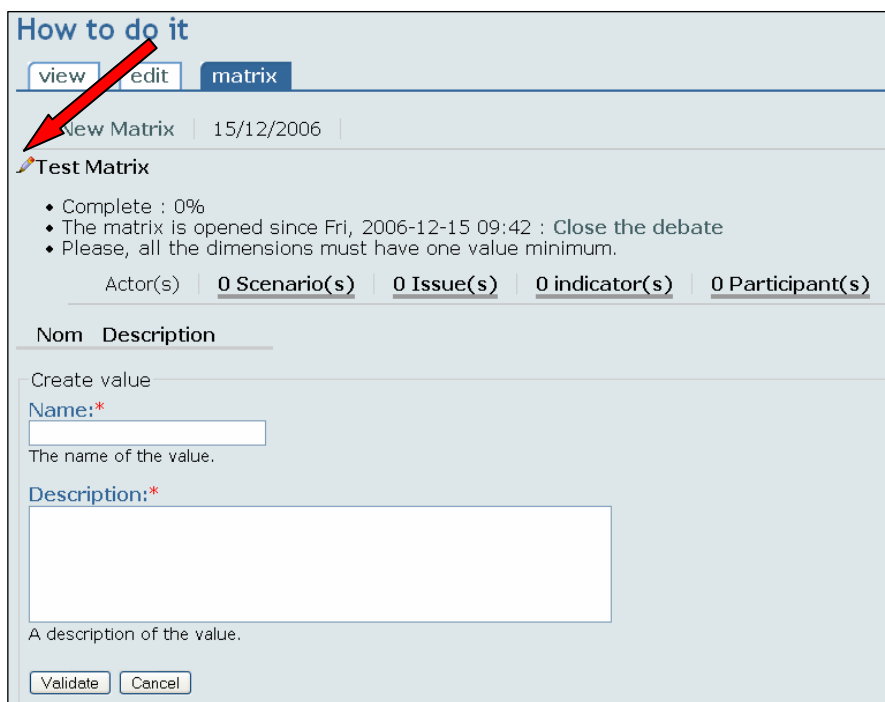 How to do it
view edit matrix
New Matrix 15/12/2006
Test Matrix
• Complete : 0%
• The matrix is opened since Fri, 2006-12-15 09:42 : Close the debate
• Please, all the dimensions must have one value minimum.
Actor(s) 0 Scenario(s) 0 Issue(s) 0 indicator(s) 0 Participant(s)
Nom Description
Create value
Name:*
The name of the value.
Description:*
A description of the value.
Validate Cancel